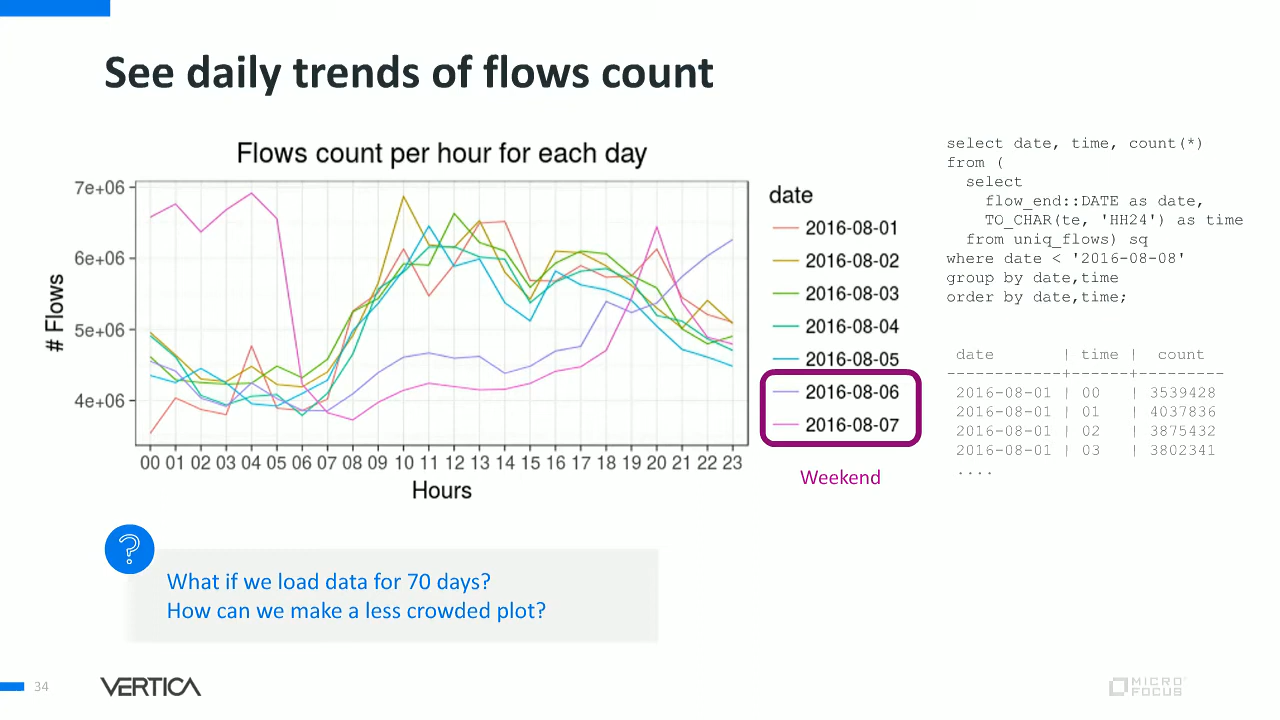 See daily trends of flows count
Flows count per hour for each day
# Flows
7e+06
6e+06
5e+06
4e+06
00 01 02 03 04 05 06 07 08 09 10 11 12 13 14 15 16 17 18 19 20 21 22 23
Hours
date
2016-08-01
2016-08-02
2016-08-03
2016-08-04
2016-08-05
2016-08-06
2016-08-07
Weekend
select date, time, count(*)
from (
  select
    flow_end::DATE as date,
    TO_CHAR(te, 'HH24') as time
  from uniq_flows) sq
where date < '2016-08-08'
group by date,time
order by date,time;
date       | time |  count
------------+------+---------
2016-08-01 | 00   | 3539428
2016-08-01 | 01   | 4037836
2016-08-01 | 02   | 3875432
2016-08-01 | 03   | 3802341
....
?
What if we load data for 70 days?
How can we make a less crowded plot?
34
VERTICA
MICRO
FOCUS